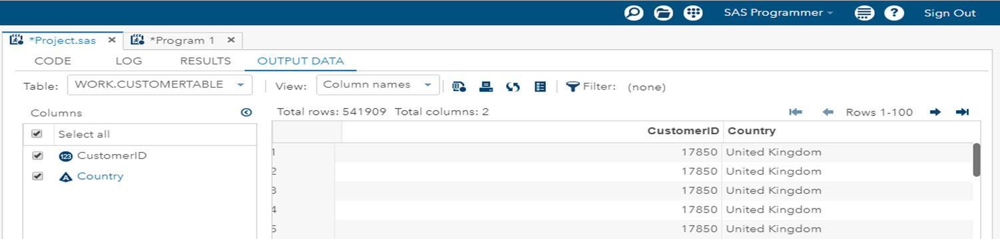 SAS Programmer Sign Out
*Project.sas *Program 1
CODE LOG RESULTS OUTPUT DATA
Table: WORK.CUSTOMERTABLE View: Column names Filter: (none)
Columns
Select all
CustomerID
Country
Total rows: 541909 Total columns: 2 Rows 1-100
CustomerID Country
1 17850 United Kingdom
2 17850 United Kingdom
3 17850 United Kingdom
4 17850 United Kingdom
5 17850 United Kingdom